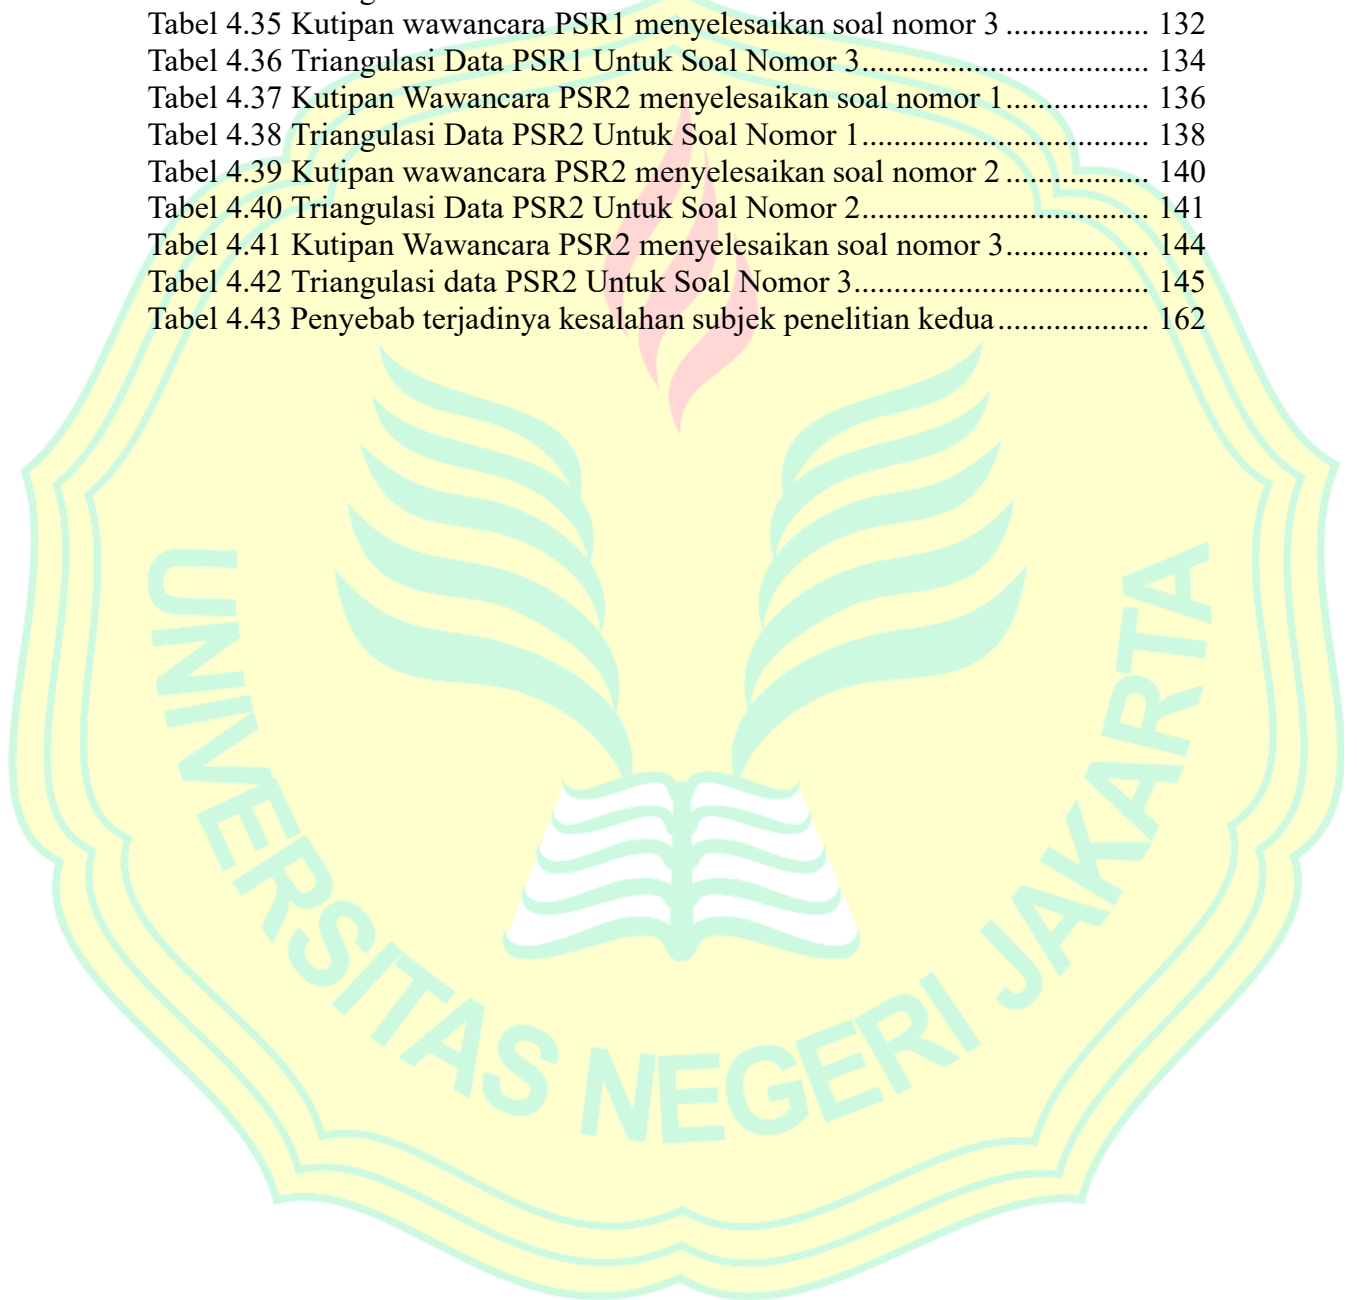 Tabel 4.35 Kutipan wawancara PSR1 menyelesaikan soal nomor 3 .................. 132
Tabel 4.36 Triangulasi Data PSR1 Untuk Soal Nomor 3.................................... 134
Tabel 4.37 Kutipan Wawancara PSR2 menyelesaikan soal nomor 1.................. 136
Tabel 4.38 Triangulasi Data PSR2 Untuk Soal Nomor 1.................................... 138
Tabel 4.39 Kutipan wawancara PSR2 menyelesaikan soal nomor 2 .................. 140
Tabel 4.40 Triangulasi Data PSR2 Untuk Soal Nomor 2.................................... 141
Tabel 4.41 Kutipan Wawancara PSR2 menyelesaikan soal nomor 3.................. 144
Tabel 4.42 Triangulasi data PSR2 Untuk Soal Nomor 3..................................... 145
Tabel 4.43 Penyebab terjadinya kesalahan subjek penelitian kedua................... 162
UNIVERSITAS NEGERI JAKARTA